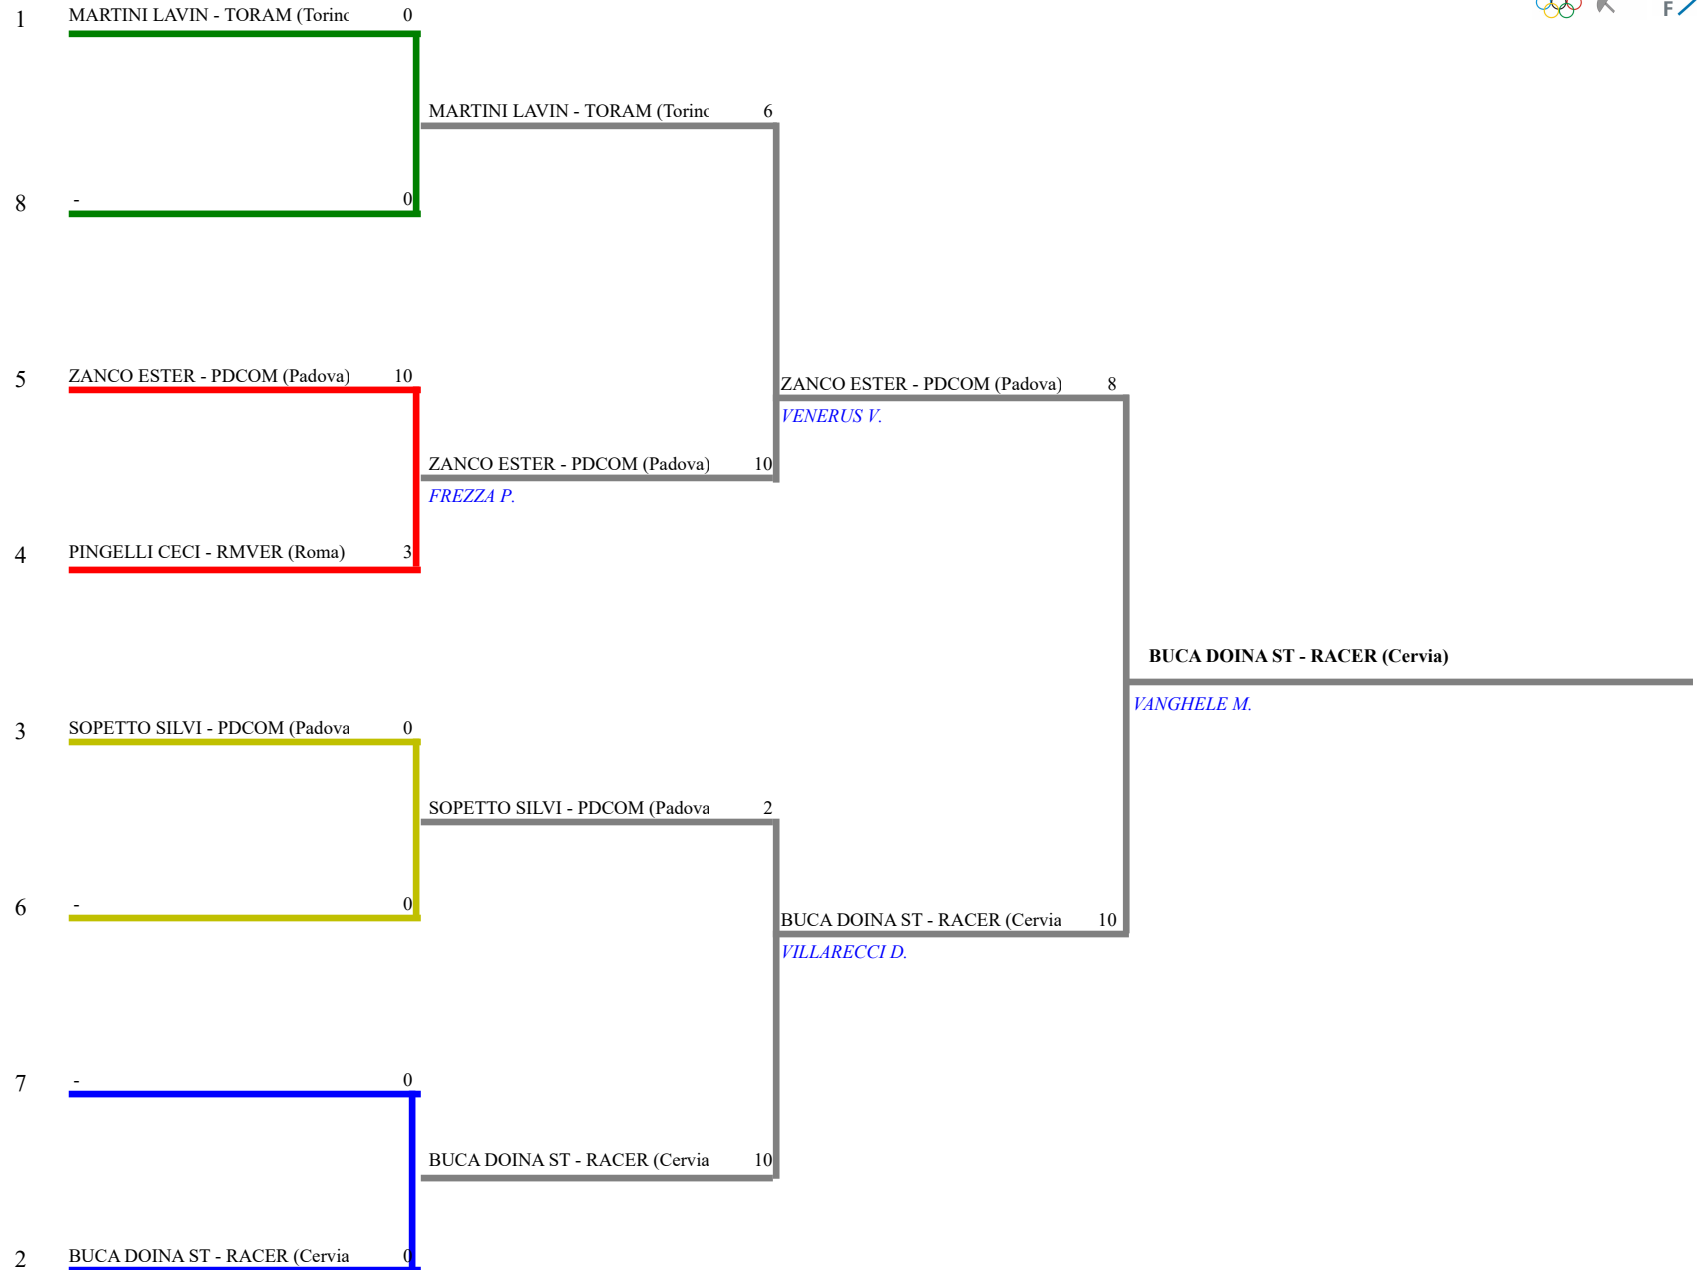 1 MARTINI LAVIN - TORAM (Torino 0
F
MARTINI LAVIN - TORAM (Torino 6
8 - 0
5 ZANCO ESTER - PDCOM (Padova) 10
ZANCO ESTER - PDCOM (Padova) 8
VENERUS V.
ZANCO ESTER - PDCOM (Padova) 10
FREZZA P.
4 PINGELLI CECI - RMVER (Roma) 3
BUCA DOINA ST - RACER (Cervia)
VANGHELE M.
3 SOPETTO SILVI - PDCOM (Padova 0
SOPETTO SILVI - PDCOM (Padova 2
6 - 0
BUCA DOINA ST - RACER (Cervia 10
VILLARECCI D.
7 - 0
BUCA DOINA ST - RACER (Cervia 10
2 BUCA DOINA ST - RACER (Cervia 0